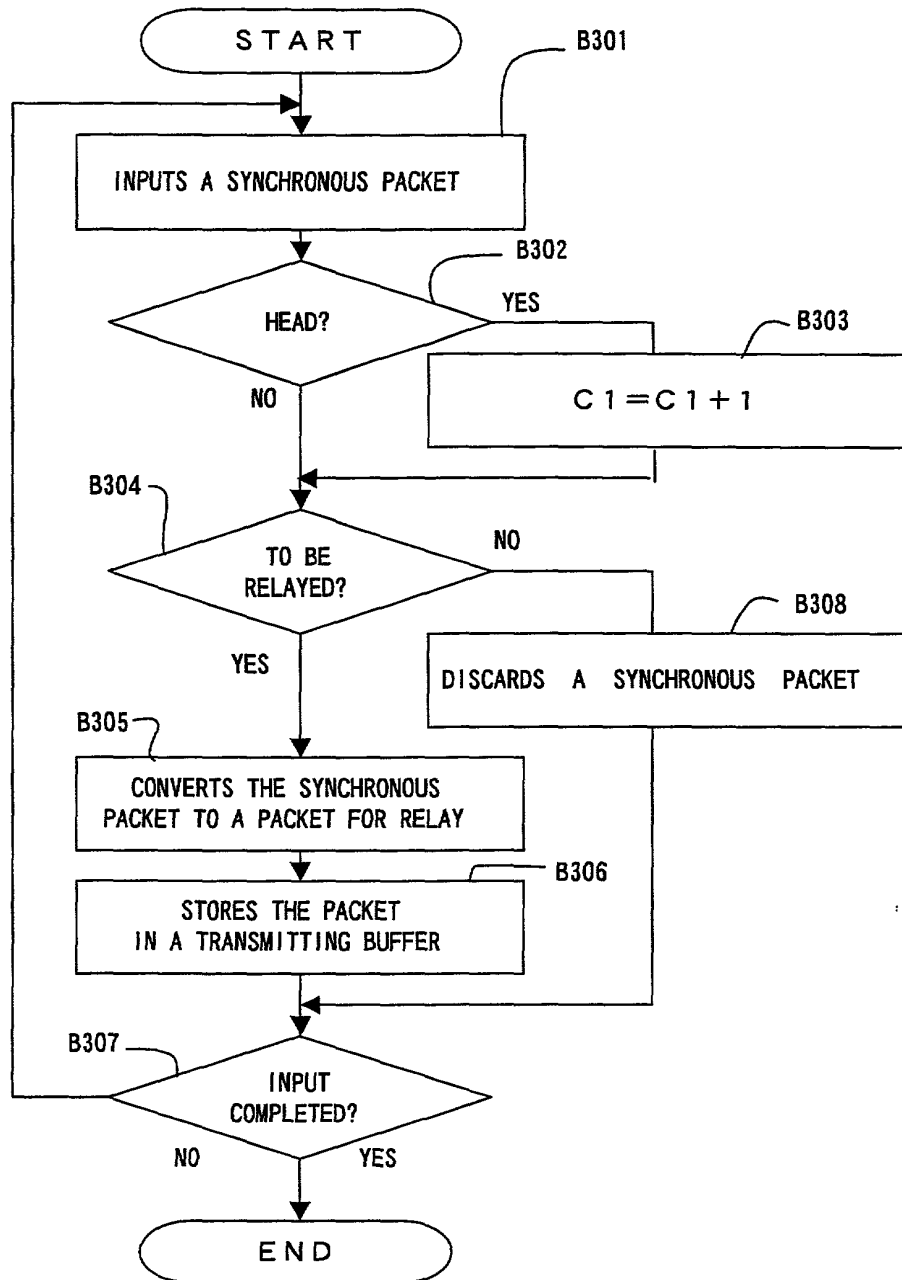 START
B301
INPUTS A SYNCHRONOUS PACKET
B302
HEAD?
YES
NO
B303
C1=C1+1
B304
TO BE
RELAYED?
NO
YES
B308
DISCARDS A SYNCHRONOUS PACKET
B305
CONVERTS THE SYNCHRONOUS
PACKET TO A PACKET FOR RELAY
B306
STORES THE PACKET
IN A TRANSMITTING BUFFER
B307
INPUT
COMPLETED?
NO
YES
END